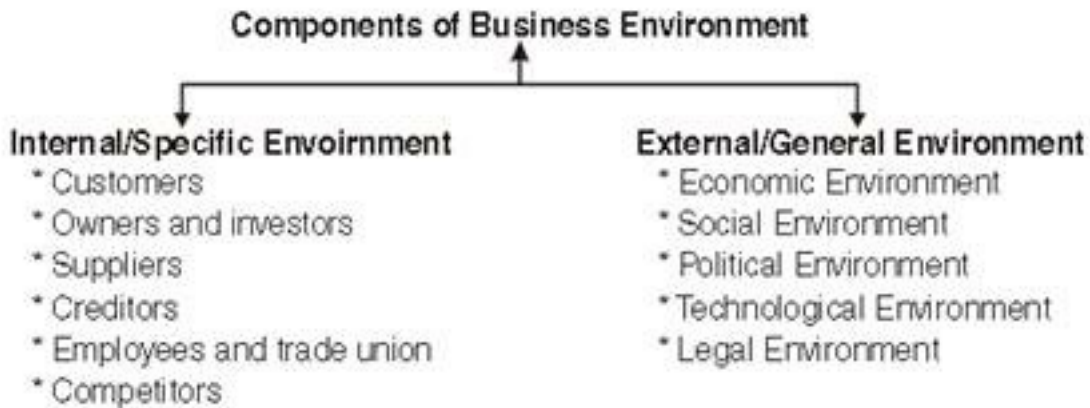 Components of Business Environment
Internal/Specific Envoirnment
* Customers
* Owners and investors
* Suppliers
* Creditors
* Employees and trade union
* Competitors
External/General Environment
* Economic Environment
* Social Environment
* Political Environment
* Technological Environment
* Legal Environment